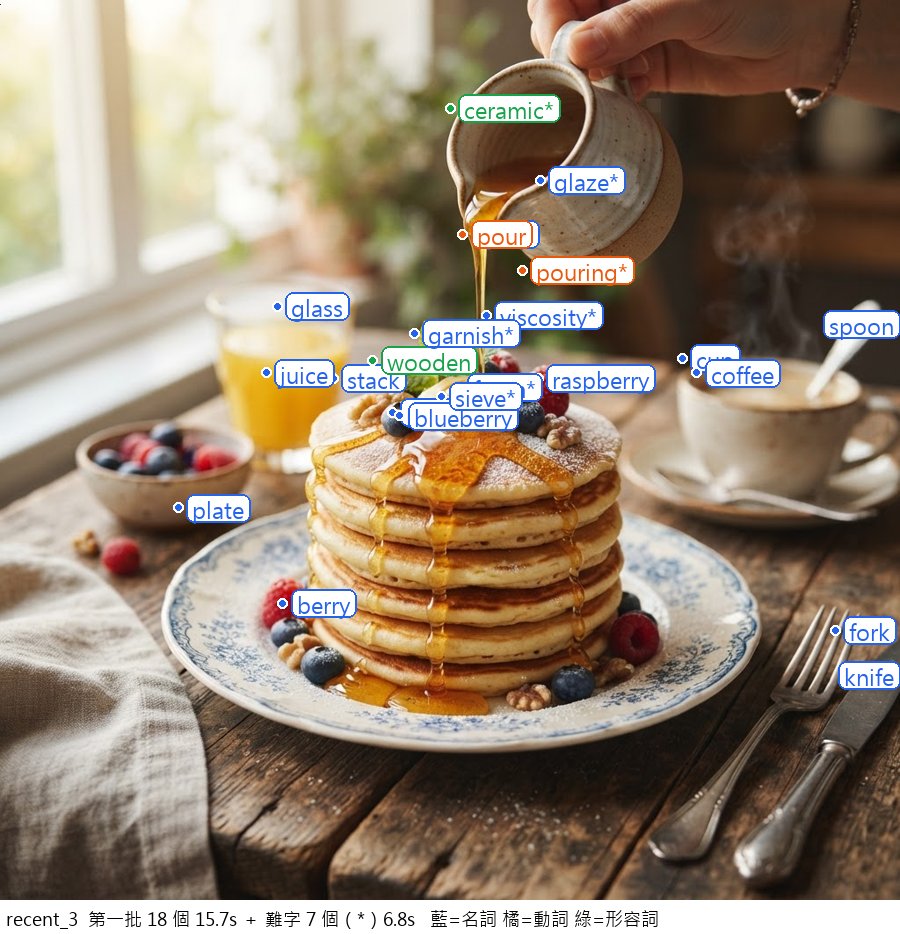 ceramic*
glaze*
pour
pouring*
glass
viscosity*
spoon
garnish*
wooden
cup
juice
stack
raspberry
coffee
sieve*
blueberry
plate
berry
fork
knife
recent_3 第一批 18 個 15.7s + 難字 7 個 ( * ) 6.8s 藍=名詞 橘=動詞 綠=形容詞